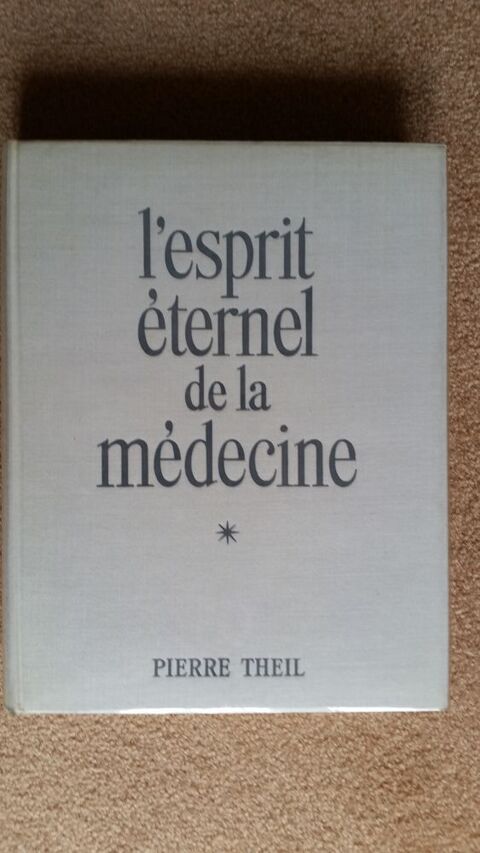 l'esprit
éternel
de la
médecine
PIERRE THEIL